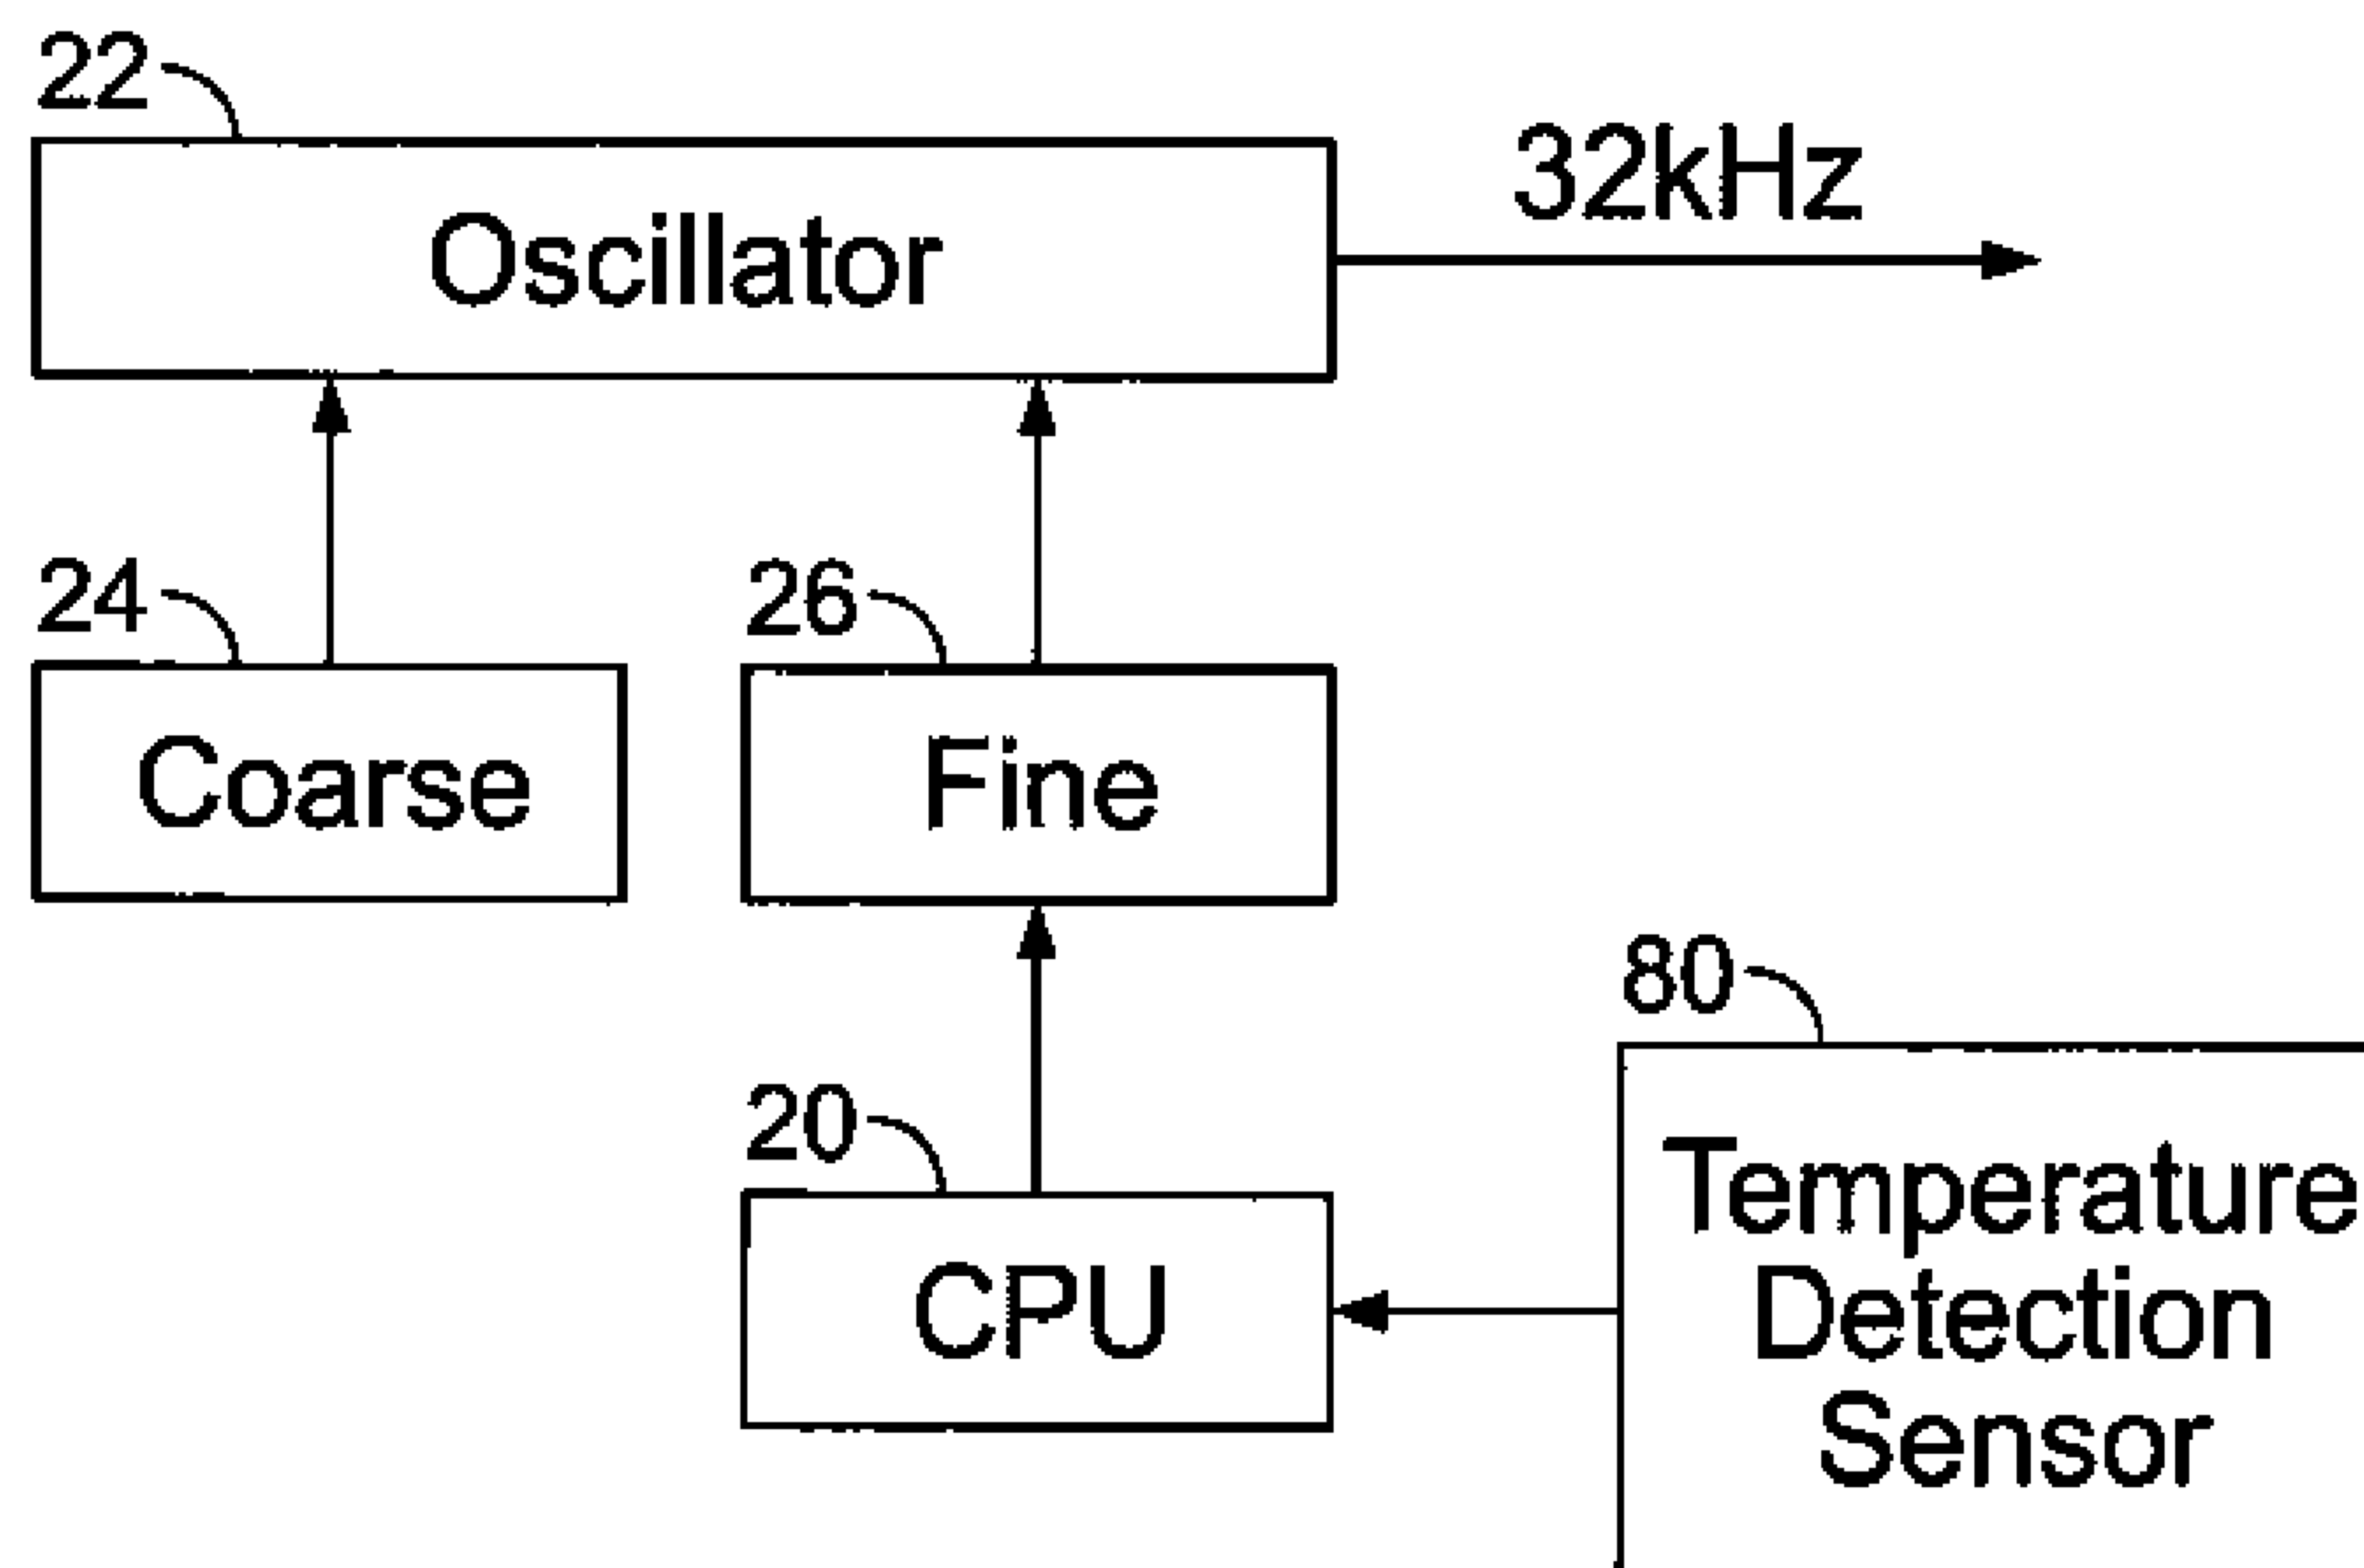 22
32kHz
Oscillator
24
26
Coarse
Fine
80
20
Temperature
Detection
Sensor
CPU